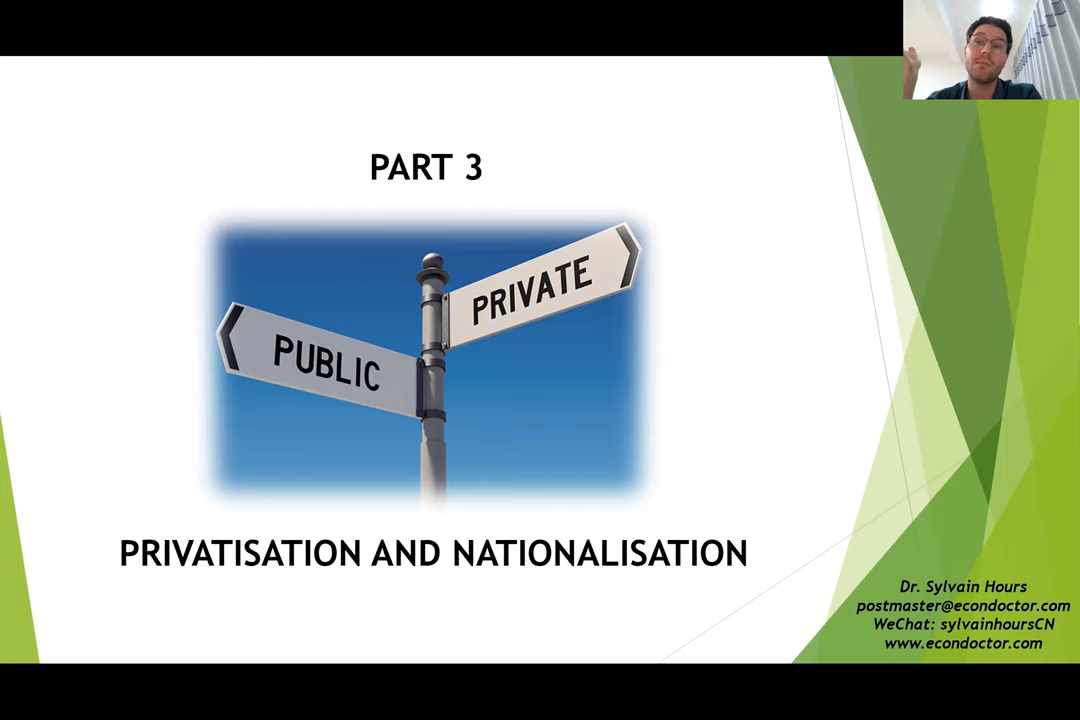 PART 3
PRIVATE
PUBLIC
PRIVATISATION AND NATIONALISATION
Dr. Sylvain Hours
postmaster@econdoctor.com
WeChat: sylvainhoursCN
www.econdoctor.com